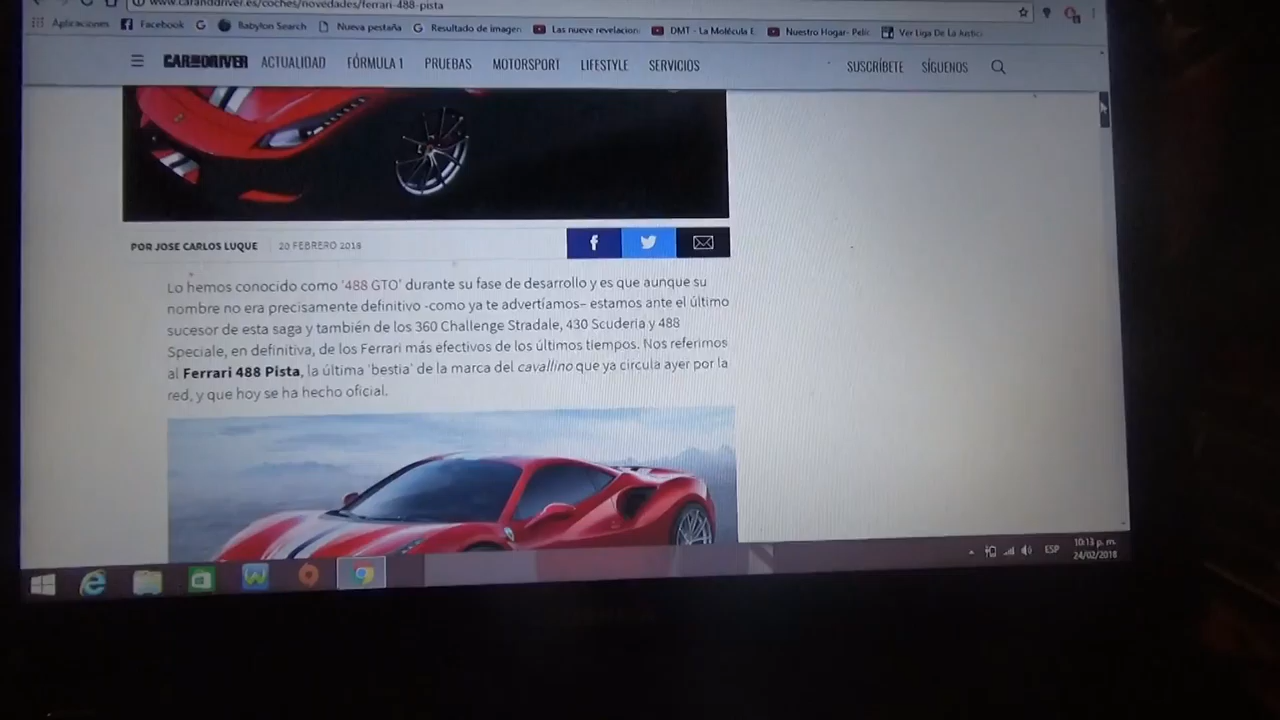 www.caranddriver.es/coches/novedades/ferrari-488-pista
Aplicaciones Facebook Babylon Search Nueva pestaña Resultado de imagen Las nueve revelacion DMT - La Molécula D Nuestro Hogar- Pelíc Ver Liga De La Justic
CAR AND DRIVER ACTUALIDAD FÓRMULA 1 PRUEBAS MOTORSPORT LIFESTYLE SERVICIOS SUSCRÍBETE SÍGUENOS
POR JOSE CARLOS LUQUE 20 FEBRERO 2018
Lo hemos conocido como '488 GTO' durante su fase de desarrollo y es que aunque su
nombre no era precisamente definitivo -como ya te advertíamos– estamos ante el último
sucesor de esta saga y también de los 360 Challenge Stradale, 430 Scuderia y 488
Speciale, en definitiva, de los Ferrari más efectivos de los últimos tiempos. Nos referimos
al Ferrari 488 Pista, la última 'bestia' de la marca del cavallino que ya circula ayer por la
red, y que hoy se ha hecho oficial.
ESP
10:13 p. m.
24/02/2018